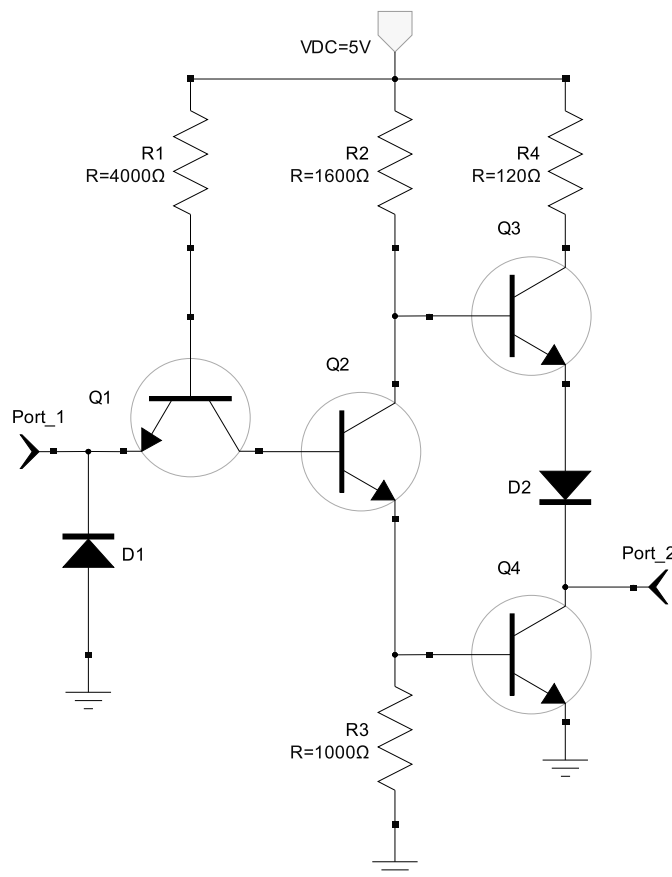 VDC=5V
R1
R=4000Ω
R2
R=1600Ω
R4
R=120Ω
Q3
Q1
Q2
Port_1
D1
D2
Q4
Port_2
R3
R=1000Ω